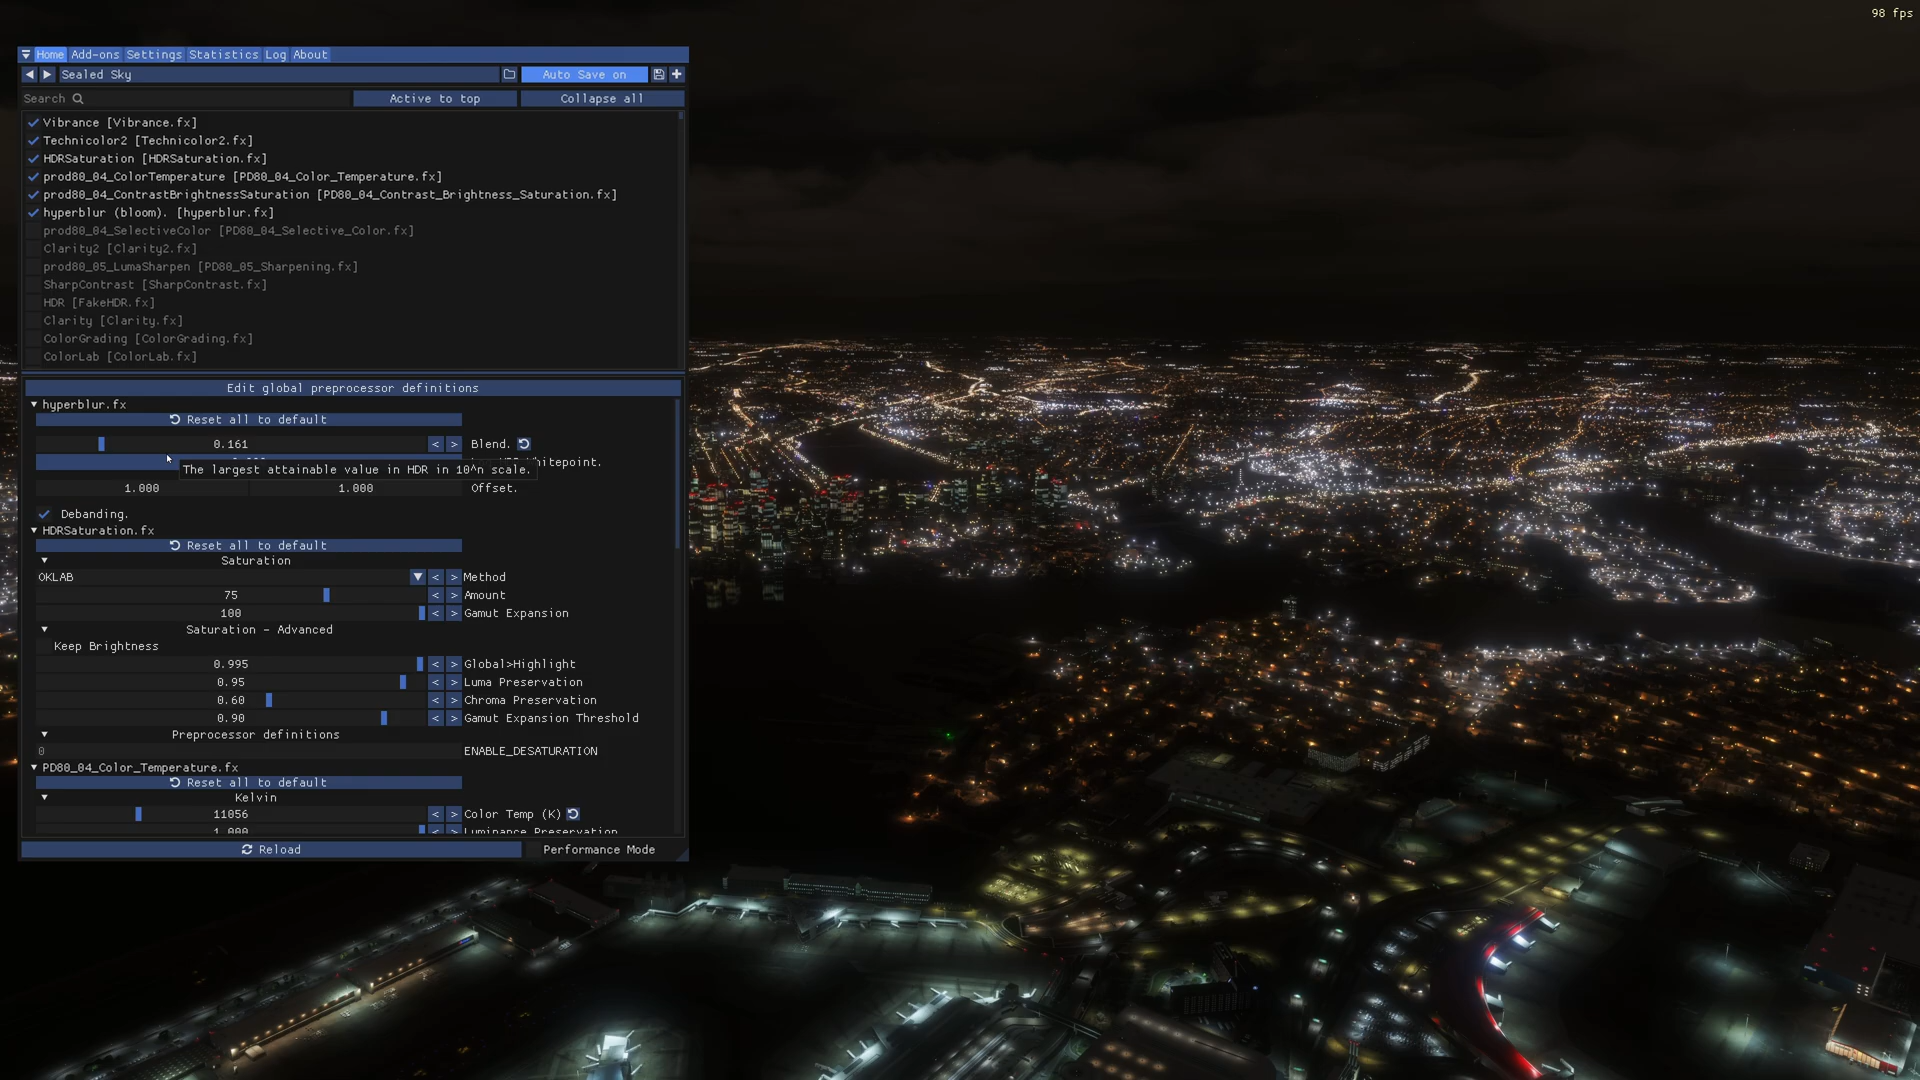 98 fps
Home Add-ons Settings Statistics Log About
Sealed Sky Auto Save on
Search Active to top Collapse all
Vibrance [Vibrance.fx]
Technicolor2 [Technicolor2.fx]
HDRSaturation [HDRSaturation.fx]
prod80_04_ColorTemperature [PD80_04_Color_Temperature.fx]
prod80_04_ContrastBrightnessSaturation [PD80_04_Contrast_Brightness_Saturation.fx]
hyperblur (bloom). [hyperblur.fx]
prod80_04_SelectiveColor [PD80_04_Selective_Color.fx]
Clarity2 [Clarity2.fx]
prod80_05_LumaSharpen [PD80_05_Sharpening.fx]
SharpContrast [SharpContrast.fx]
HDR [FakeHDR.fx]
Clarity [Clarity.fx]
ColorGrading [ColorGrading.fx]
ColorLab [ColorLab.fx]
Edit global preprocessor definitions
hyperblur.fx
Reset all to default
0.161 < > Blend.
The largest attainable value in HDR in 10^n scale.
1.000 1.000 Offset.
Debanding.
HDRSaturation.fx
Reset all to default
Saturation
OKLAB < > Method
75 < > Amount
100 < > Gamut Expansion
Saturation - Advanced
Keep Brightness
0.995 < > Global>Highlight
0.95 < > Luma Preservation
0.60 < > Chroma Preservation
0.90 < > Gamut Expansion Threshold
Preprocessor definitions
0 ENABLE_DESATURATION
PD80_04_Color_Temperature.fx
Reset all to default
Kelvin
11056 < > Color Temp (K)
1.000 < > Luminance Preservation
Reload Performance Mode